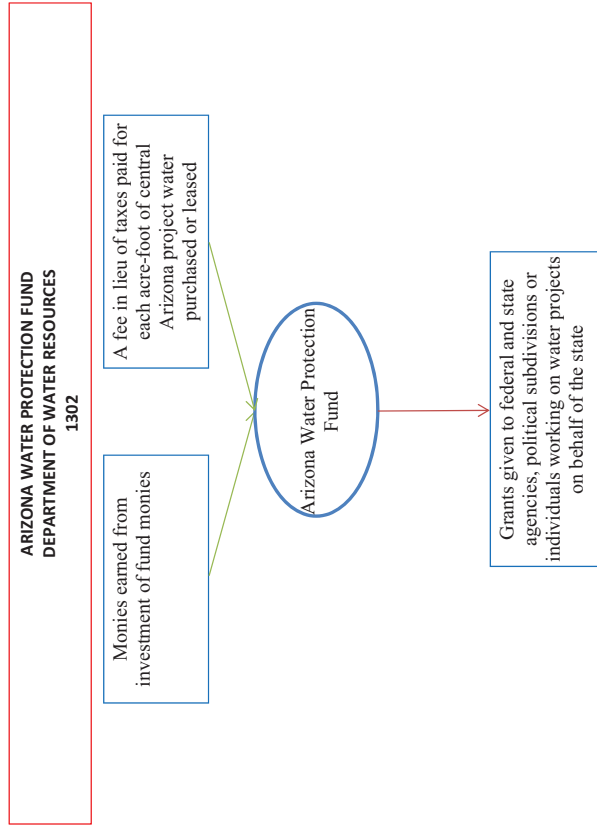 ARIZONA WATER PROTECTION FUND
DEPARTMENT OF WATER RESOURCES
1302
Monies earned from
investment of fund monies
A fee in lieu of taxes paid for
each acre-foot of central
Arizona project water
purchased or leased
Arizona Water Protection
Fund
Grants given to federal and state
agencies, political subdivisions or
individuals working on water projects
on behalf of the state